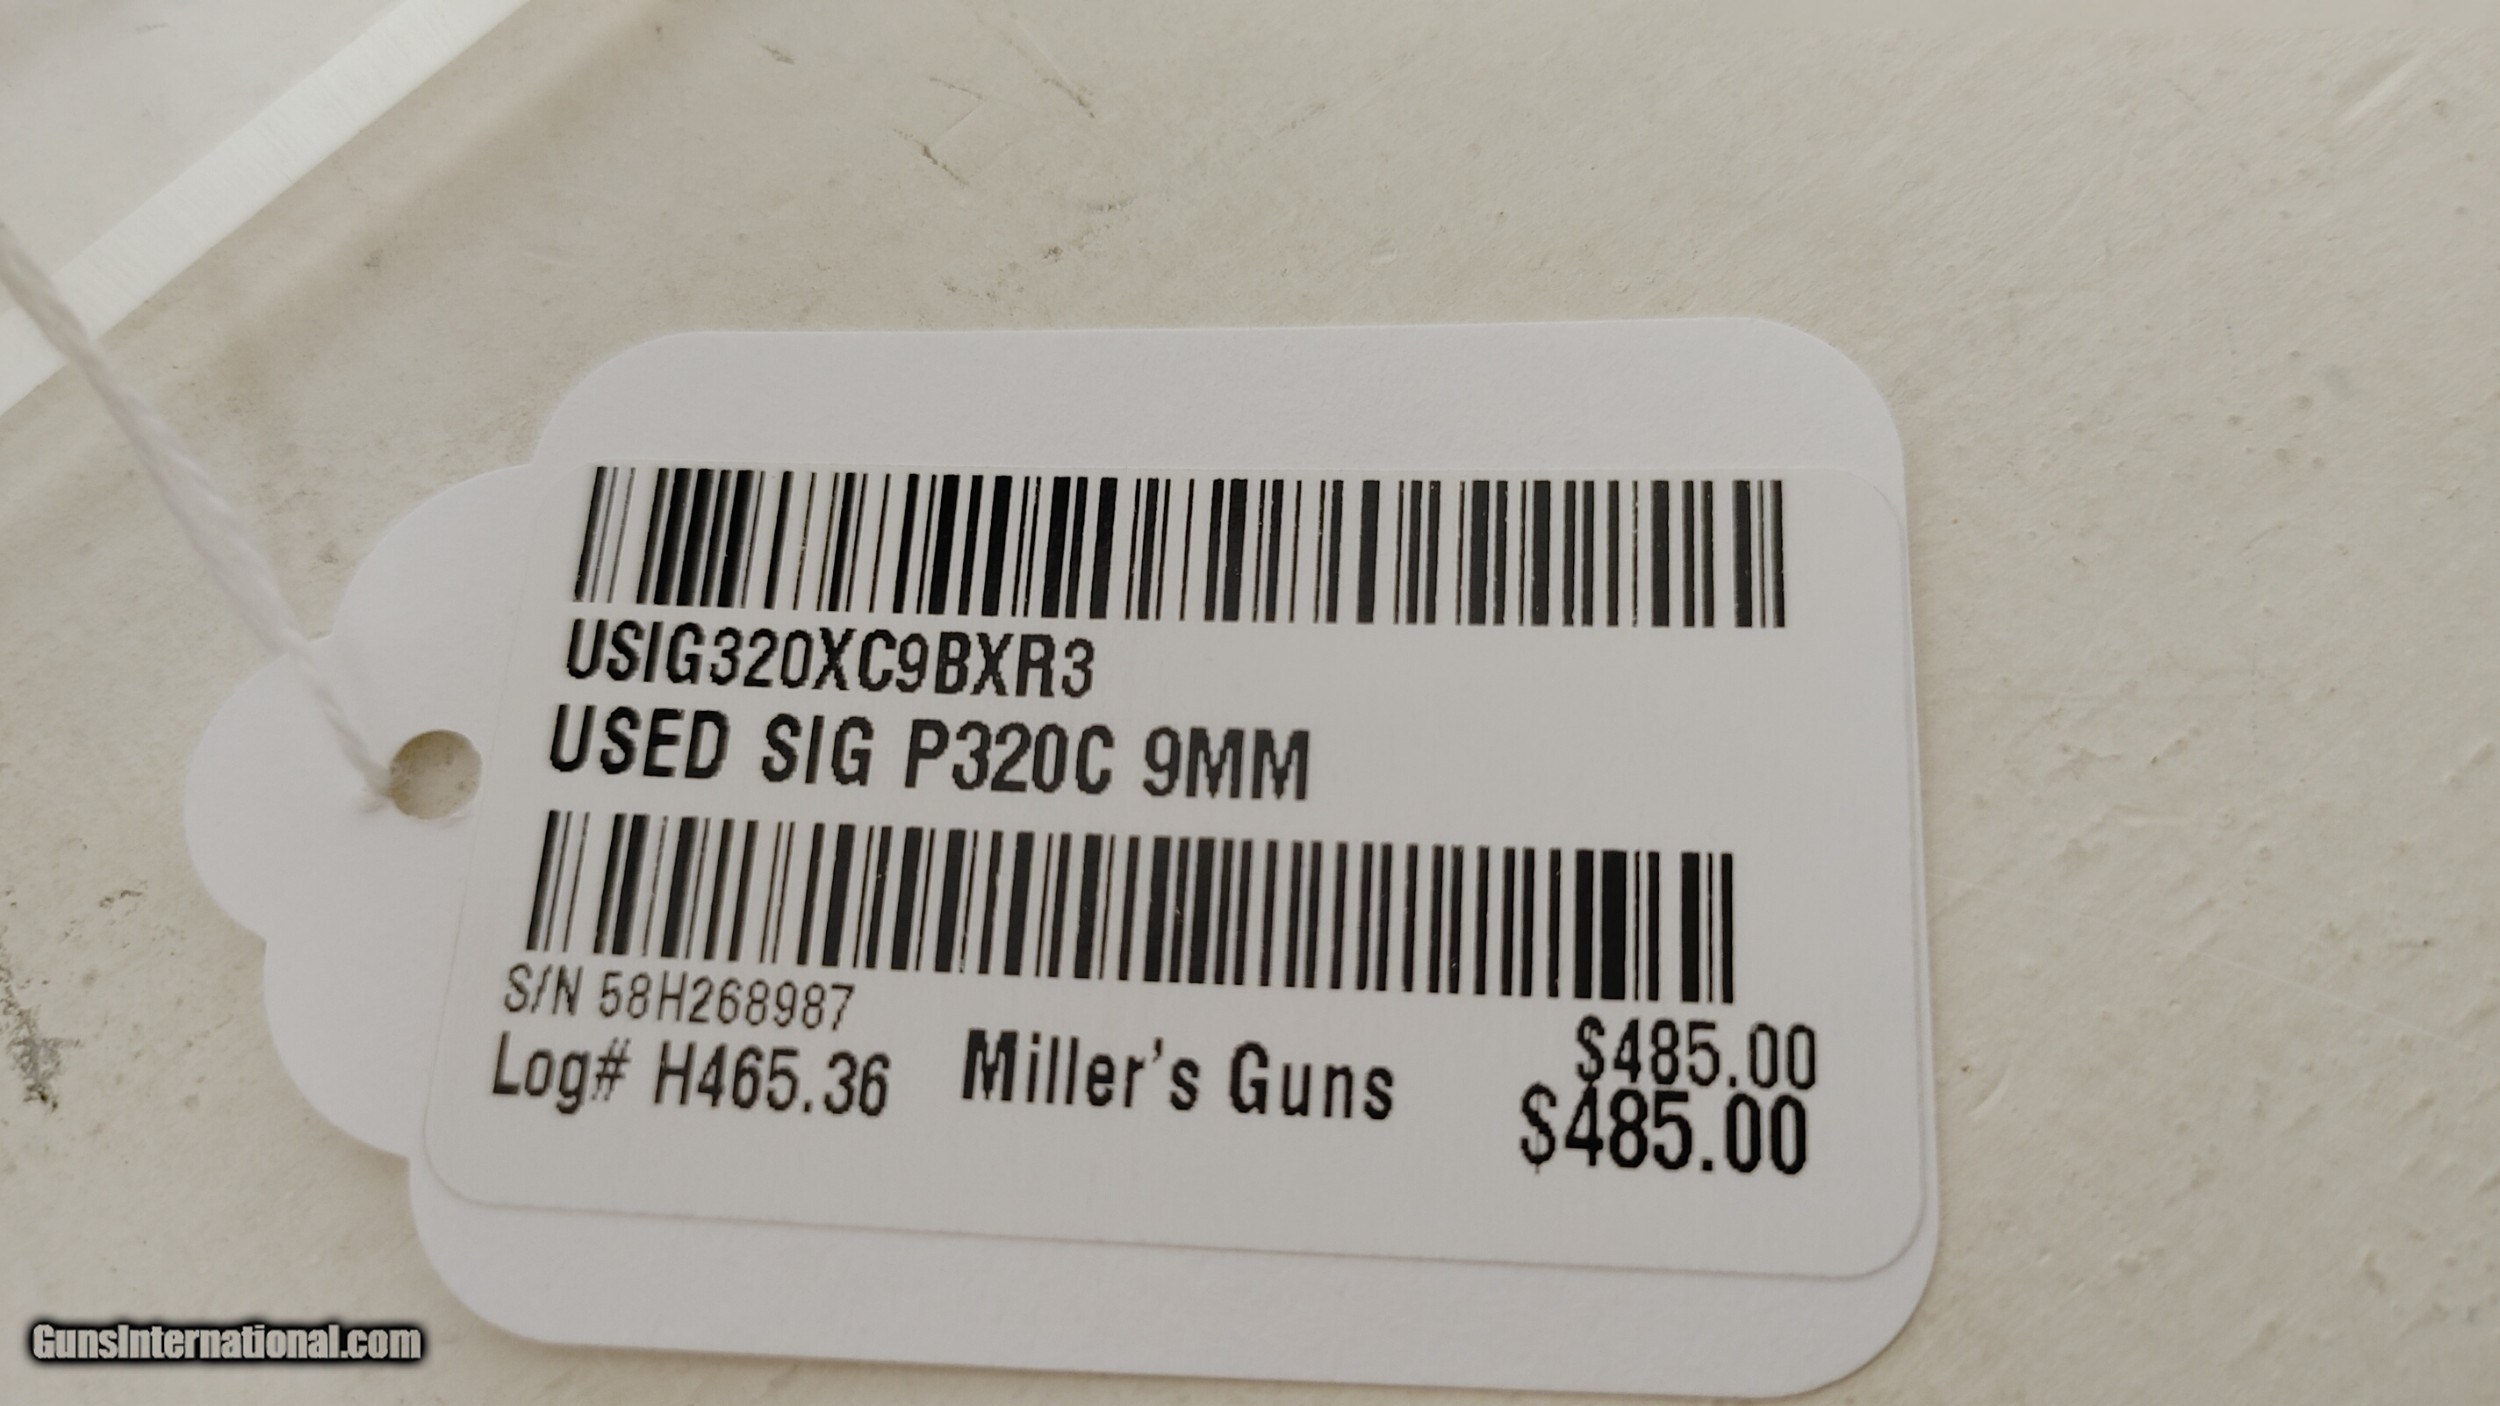 USIG320XC9BXR3
USED SIG P320C 9MM
S/N 58H268987
Log# H465.36
Miller's Guns
$485.00
$485.00
GunsInternational.com